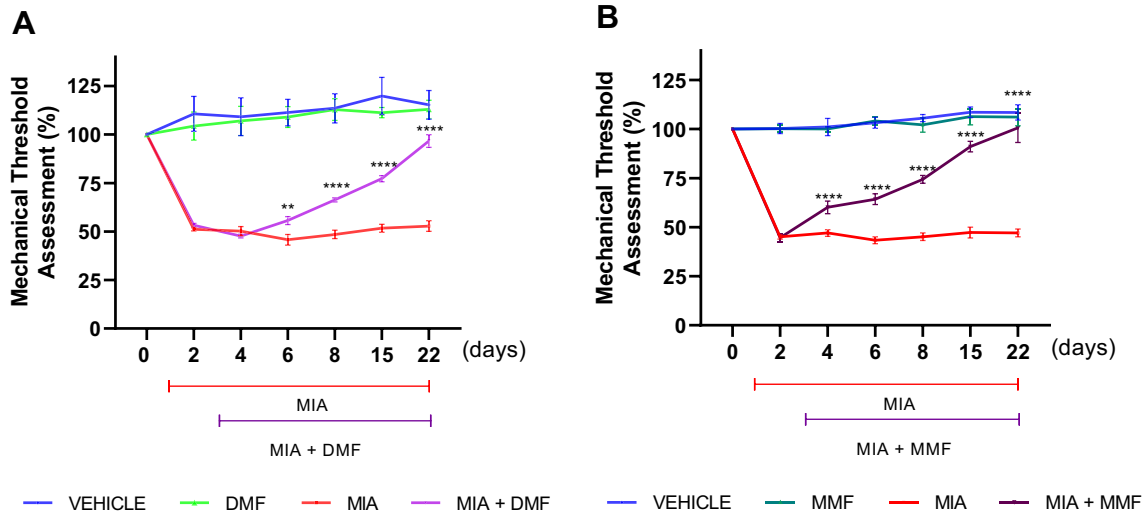 A
Mechanical Threshold
Assessment (%)
125
100
75
50
25
0
**
****
****
****
0 2 4 6 8 15 22 (days)
MIA
MIA + DMF
VEHICLE DMF MIA MIA + DMF
B
Mechanical Threshold
Assessment (%)
125
100
75
50
25
0
****
****
****
****
****
0 2 4 6 8 15 22 (days)
MIA
MIA + MMF
VEHICLE MMF MIA MIA + MMF